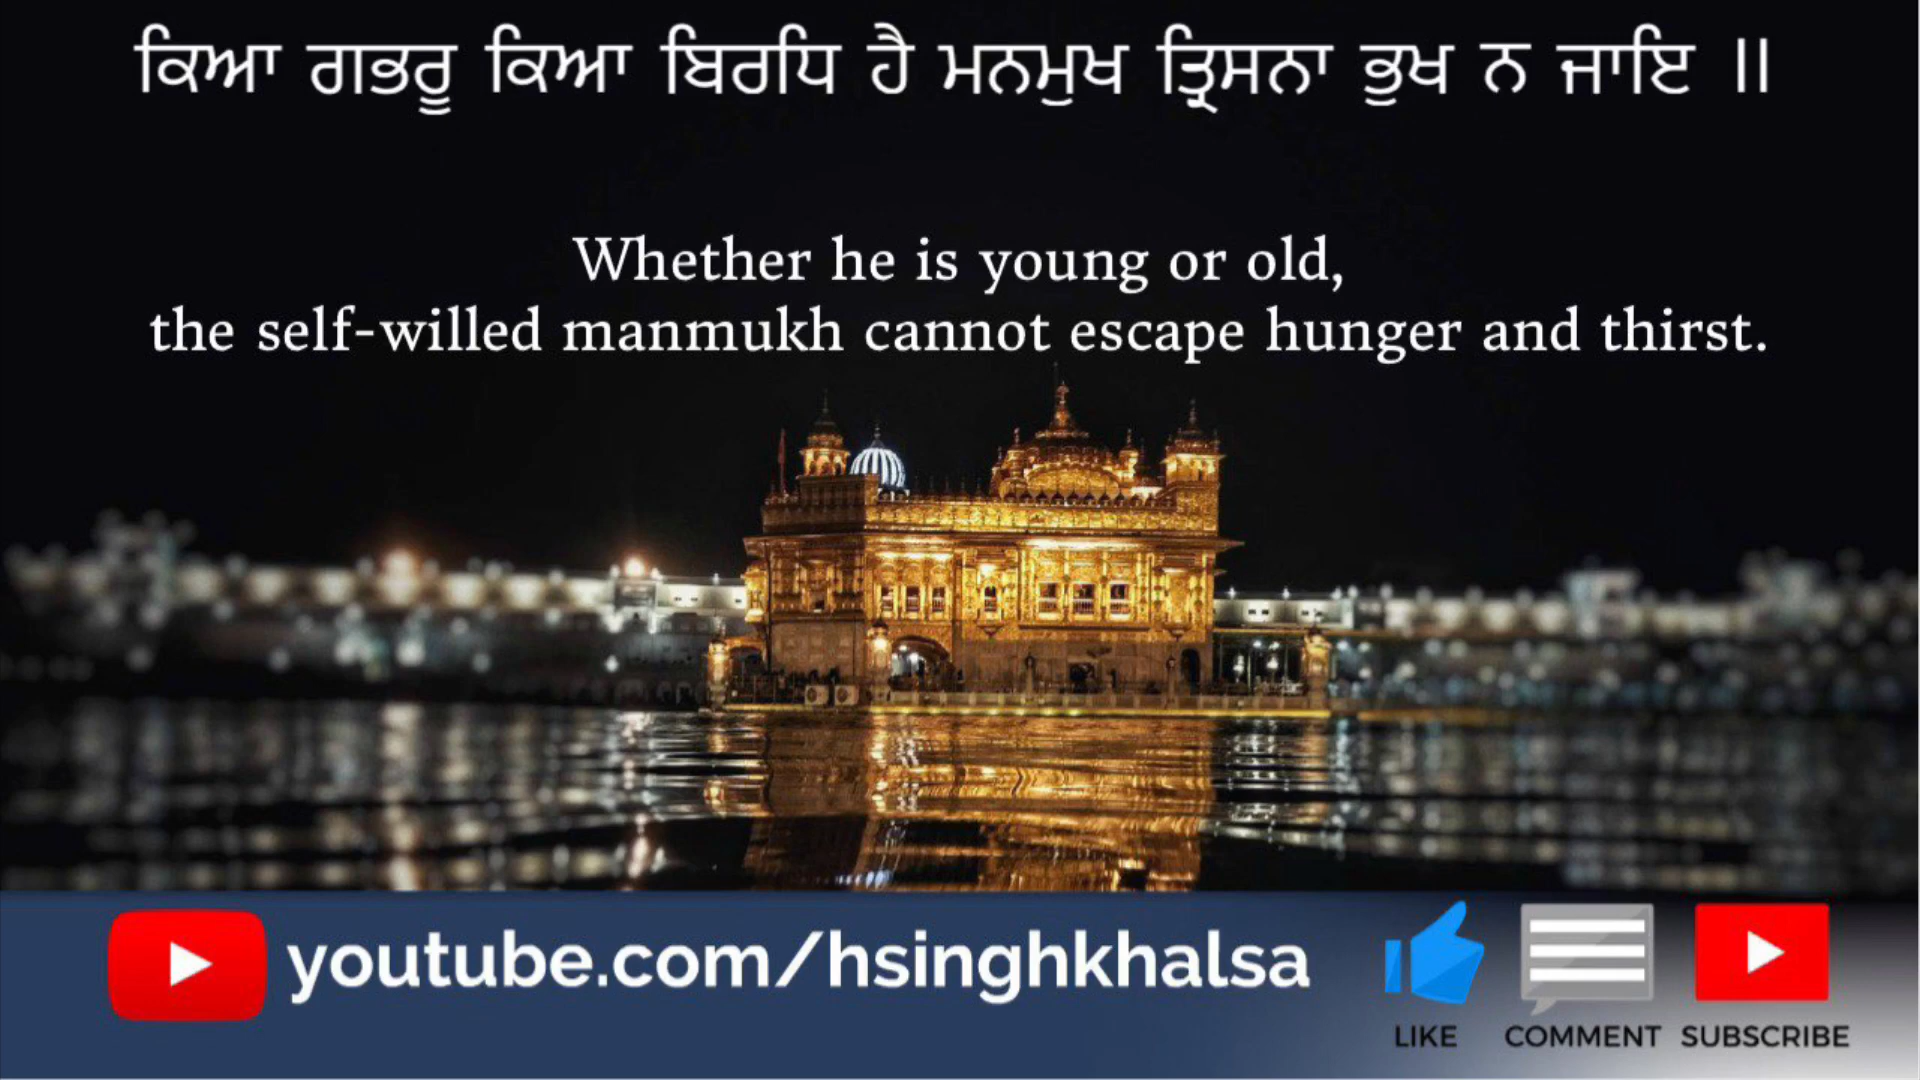 ਕਿਆ ਗਭਰੂ ਕਿਆ ਬਿਰਧਿ ਹੈ ਮਨਮੁਖ ਤ੍ਰਿਸਨਾ ਭੁਖ ਨ ਜਾਇ ॥
Whether he is young or old,
the self-willed manmukh cannot escape hunger and thirst.
youtube.com/hsinghkhalsa
LIKE COMMENT SUBSCRIBE